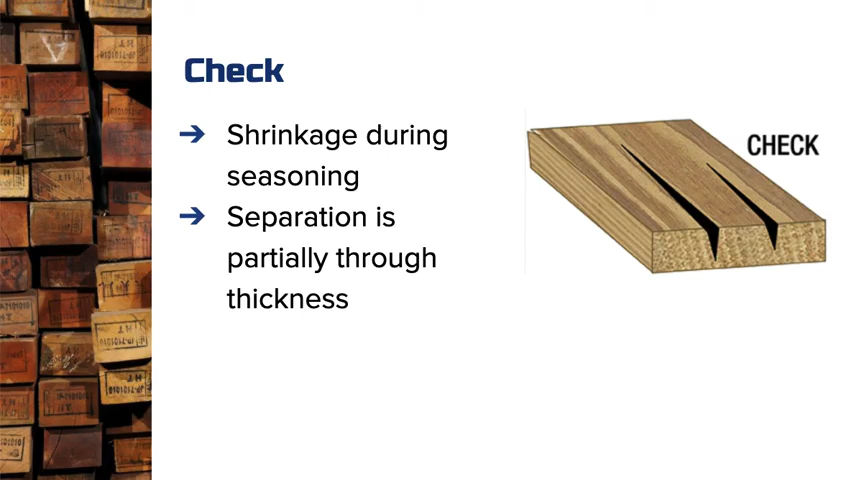 Check
➔ Shrinkage during
seasoning
➔ Separation is
partially through
thickness
CHECK